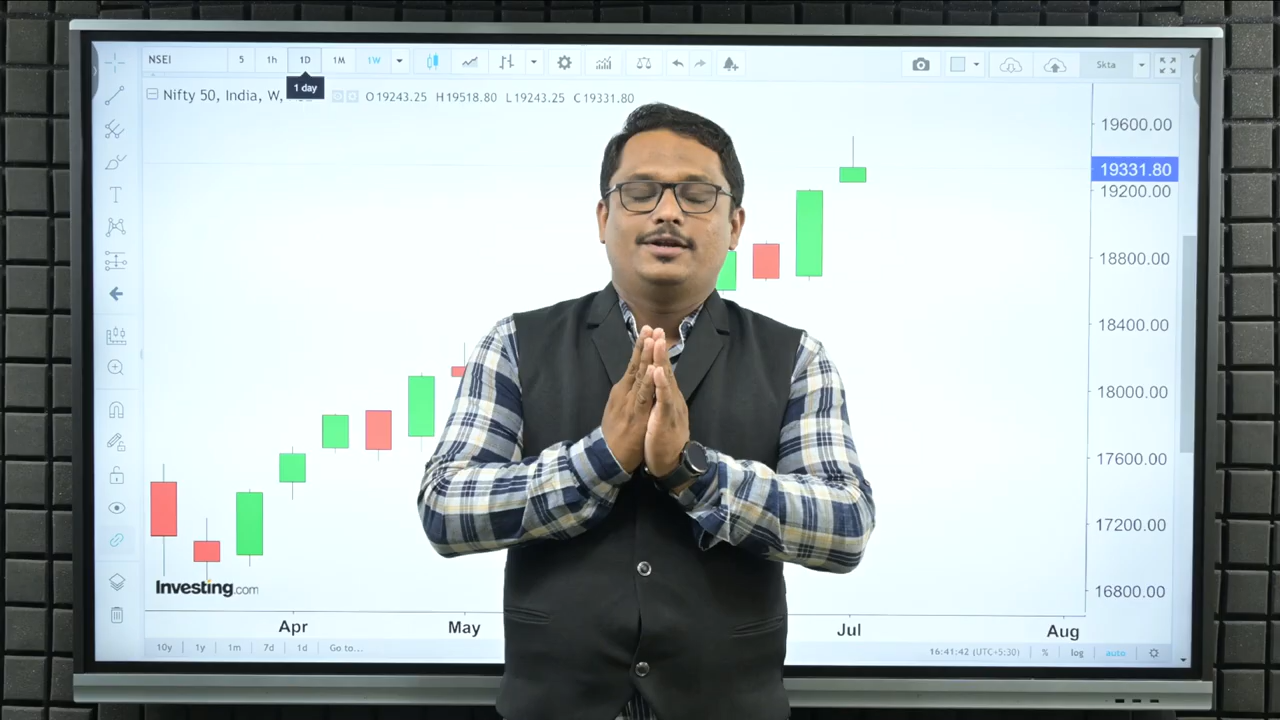 NSEI 5 1h 1D 1M 1W Skta
1 day
Nifty 50, India, W, O19243.25 H19518.80 L19243.25 C19331.80
19600.00
19331.80
19200.00
18800.00
18400.00
18000.00
17600.00
17200.00
16800.00
Investing.com
Apr May Jul Aug
10y 1y 1m 7d 1d Go to... 16:41:42 (UTC+5:30) % log auto